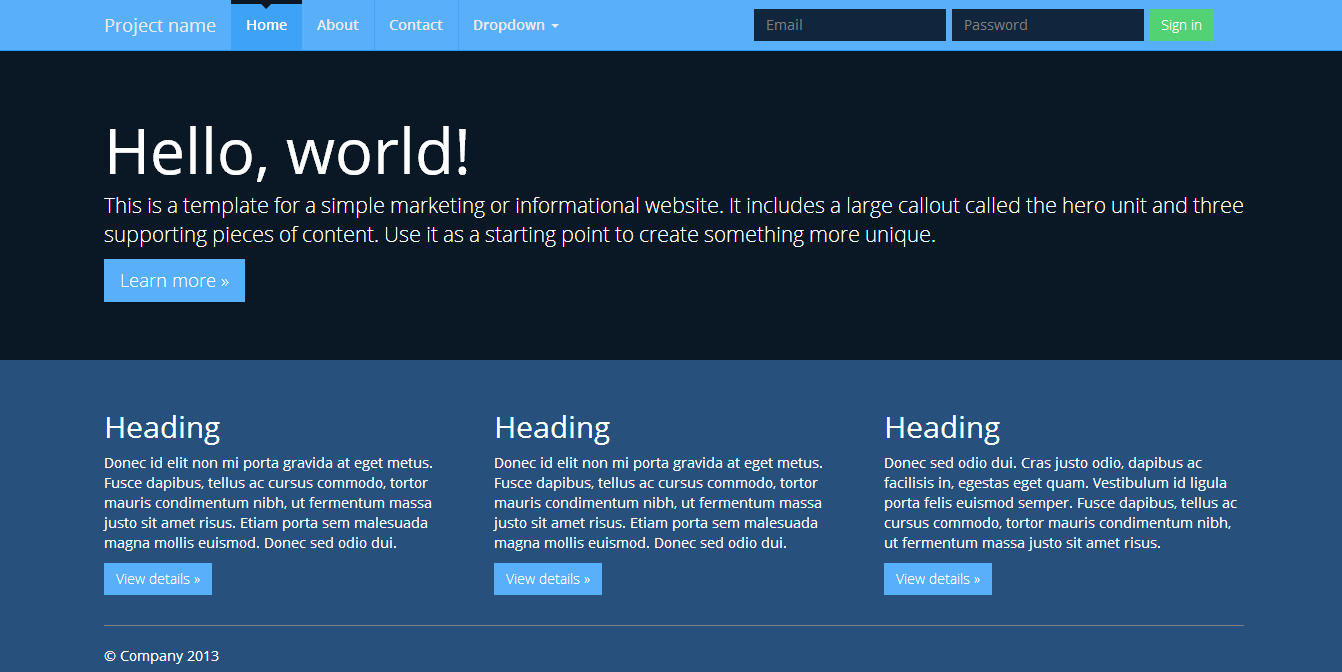 Project name Home About Contact Dropdown Email Password Sign in
Hello, world!
This is a template for a simple marketing or informational website. It includes a large callout called the hero unit and three
supporting pieces of content. Use it as a starting point to create something more unique.
Learn more »
Heading
Donec id elit non mi porta gravida at eget metus.
Fusce dapibus, tellus ac cursus commodo, tortor
mauris condimentum nibh, ut fermentum massa
justo sit amet risus. Etiam porta sem malesuada
magna mollis euismod. Donec sed odio dui.
View details »
Heading
Donec id elit non mi porta gravida at eget metus.
Fusce dapibus, tellus ac cursus commodo, tortor
mauris condimentum nibh, ut fermentum massa
justo sit amet risus. Etiam porta sem malesuada
magna mollis euismod. Donec sed odio dui.
View details »
Heading
Donec sed odio dui. Cras justo odio, dapibus ac
facilisis in, egestas eget quam. Vestibulum id ligula
porta felis euismod semper. Fusce dapibus, tellus ac
cursus commodo, tortor mauris condimentum nibh,
ut fermentum massa justo sit amet risus.
View details »
© Company 2013